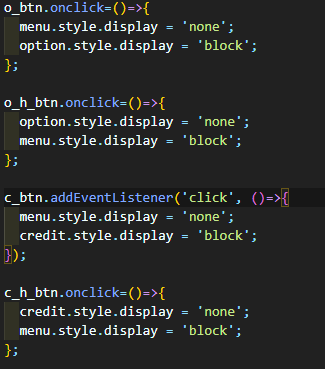 o_btn.onclick=()=>{
  menu.style.display = 'none';
  option.style.display = 'block';
};

o_h_btn.onclick=()=>{
  option.style.display = 'none';
  menu.style.display = 'block';
};

c_btn.addEventListener('click', ()=>{
  menu.style.display = 'none';
  credit.style.display = 'block';
});

c_h_btn.onclick=()=>{
  credit.style.display = 'none';
  menu.style.display = 'block';
};